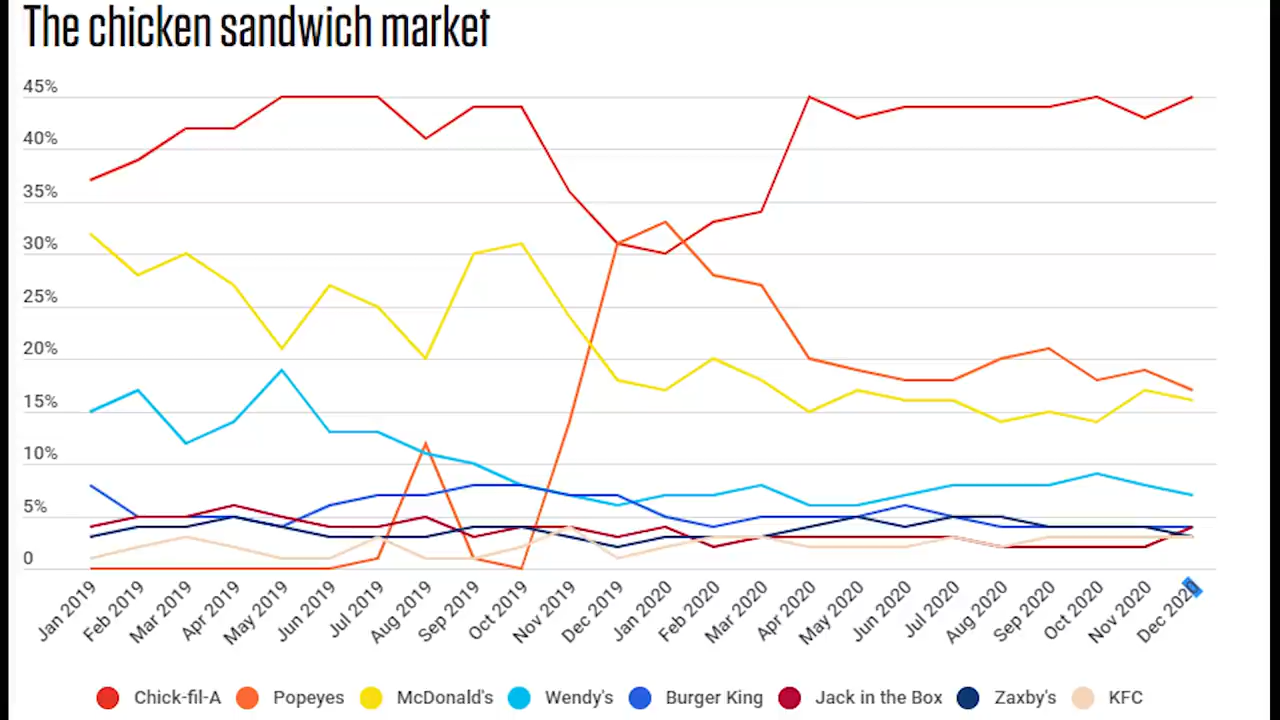 The chicken sandwich market
45%
40%
35%
30%
25%
20%
15%
10%
5%
0
Jan 2019
Feb 2019
Mar 2019
Apr 2019
May 2019
Jun 2019
Jul 2019
Aug 2019
Sep 2019
Oct 2019
Nov 2019
Dec 2019
Jan 2020
Feb 2020
Mar 2020
Apr 2020
May 2020
Jun 2020
Jul 2020
Aug 2020
Sep 2020
Oct 2020
Nov 2020
Dec 2020
Chick-fil-A Popeyes McDonald's Wendy's Burger King Jack in the Box Zaxby's KFC